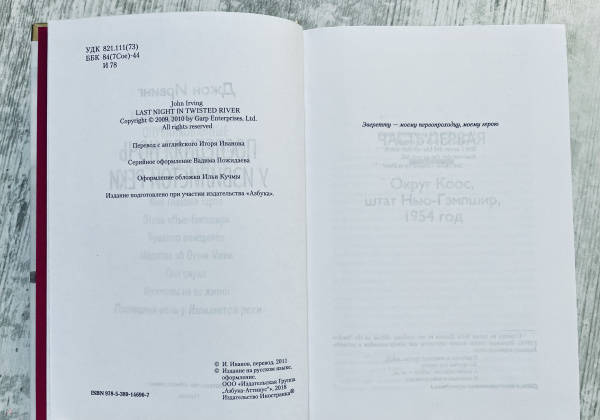 УДК 821.111(73)
ББК 84(7Сое)-44
И 78
John Irving
LAST NIGHT IN TWISTED RIVER
Copyright © 2009, 2010 by Garp Enterprises, Ltd.
All rights reserved
Перевод с английского Игоря Иванова
Серийное оформление Вадима Пожидаева
Оформление обложки Ильи Кучмы
Издание подготовлено при участии издательства «Азбука».
© И. Иванов, перевод, 2011
© Издание на русском языке,
оформление.
ООО «Издательская Группа
„Азбука-Аттикус“», 2018
Издательство Иностранка®
ISBN 978-5-389-14690-7
Эверетту — моему первопроходцу, моему герою
Округ Коос,
штат Нью-Гэмпшир,
1954 год